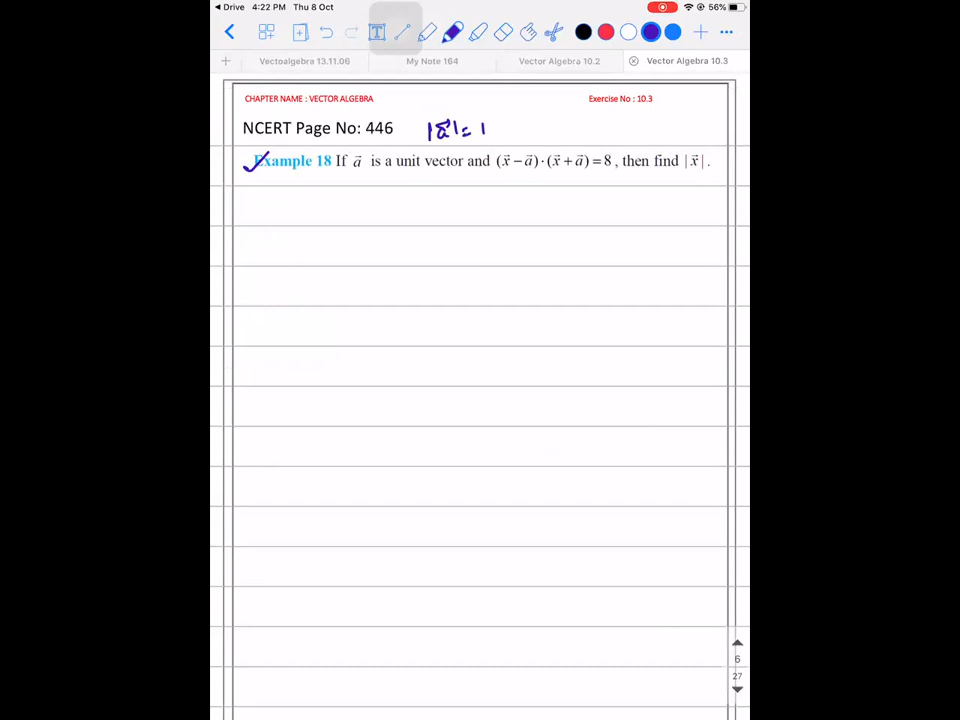 Drive 4:22 PM Thu 8 Oct 56%
T
Vectoalgebra 13.11.06 My Note 164 Vector Algebra 10.2 Vector Algebra 10.3
CHAPTER NAME : VECTOR ALGEBRA Exercise No : 10.3
NCERT Page No: 446 |a⃗| = 1
Example 18 If a⃗ is a unit vector and (x⃗ − a⃗) · (x⃗ + a⃗) = 8 , then find | x⃗ | .
6
27